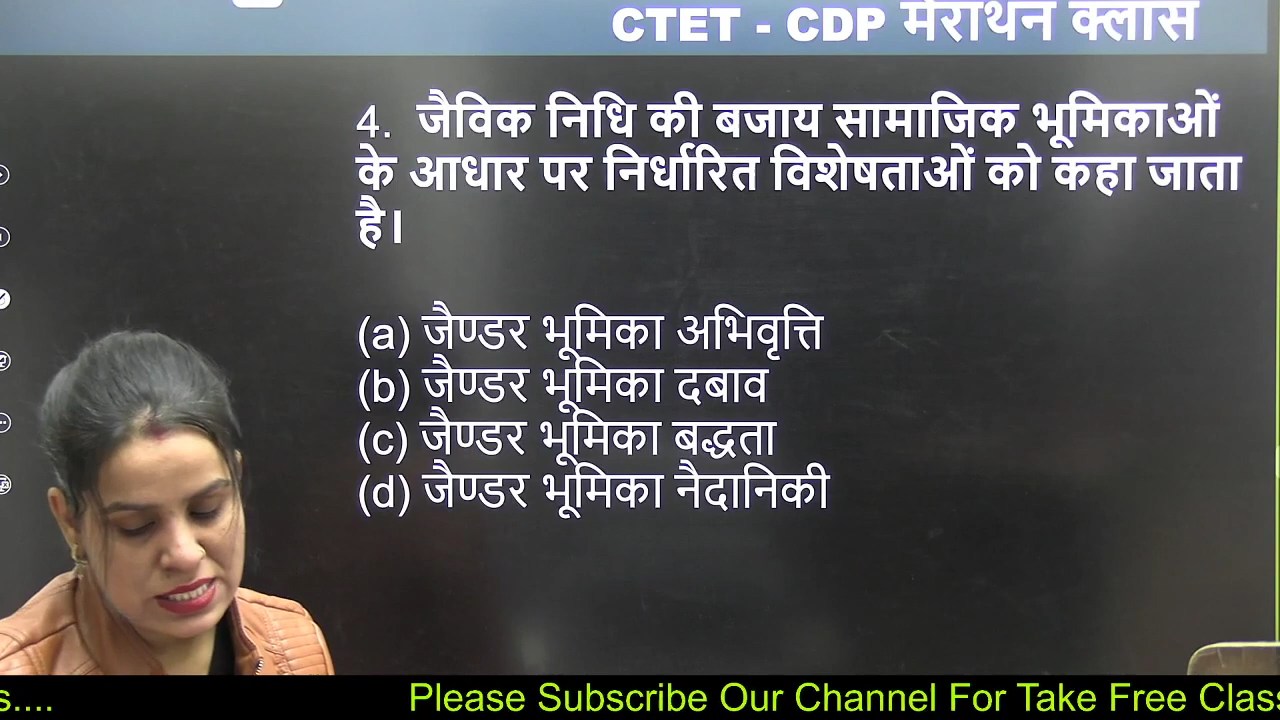 CTET - CDP मैराथन क्लास
4. जैविक निधि की बजाय सामाजिक भूमिकाओं
के आधार पर निर्धारित विशेषताओं को कहा जाता
है।
(a) जैण्डर भूमिका अभिवृत्ति
(b) जैण्डर भूमिका दबाव
(c) जैण्डर भूमिका बद्धता
(d) जैण्डर भूमिका नैदानिकी
s.... Please Subscribe Our Channel For Take Free Clas